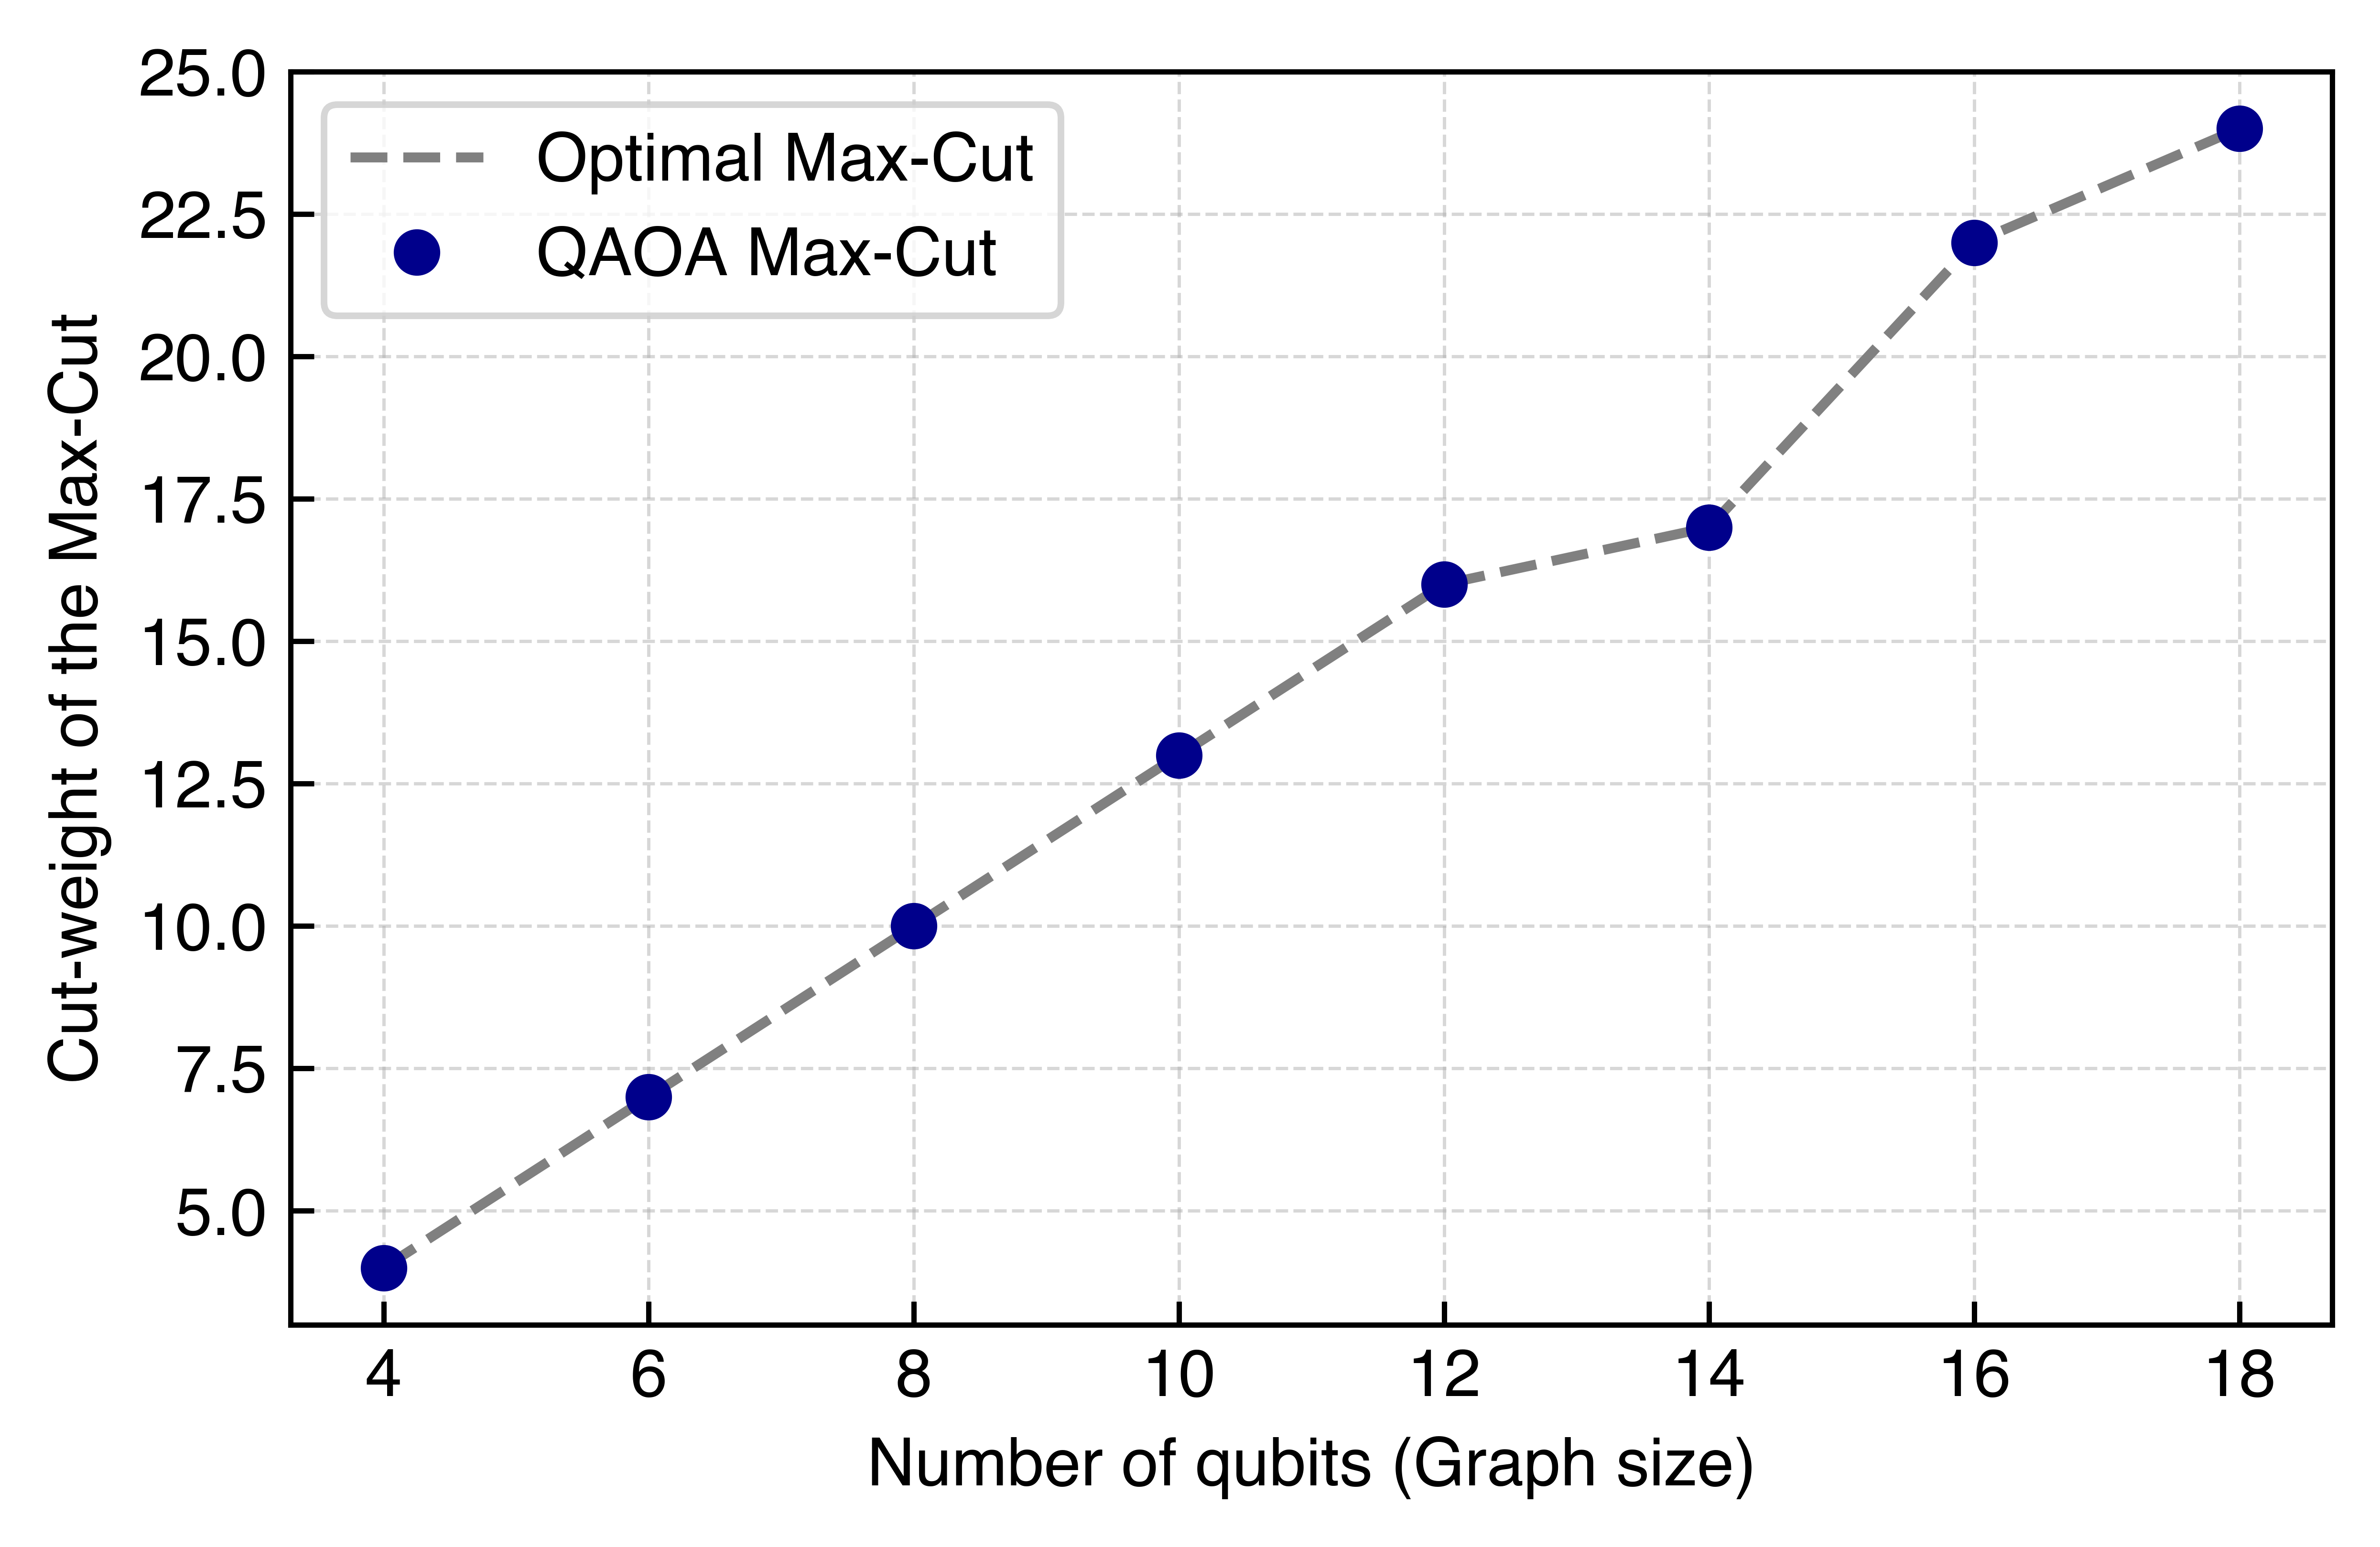 25.0
22.5
20.0
17.5
15.0
12.5
10.0
7.5
5.0
Cut-weight of the Max-Cut
Optimal Max-Cut
QAOA Max-Cut
4 6 8 10 12 14 16 18
Number of qubits (Graph size)